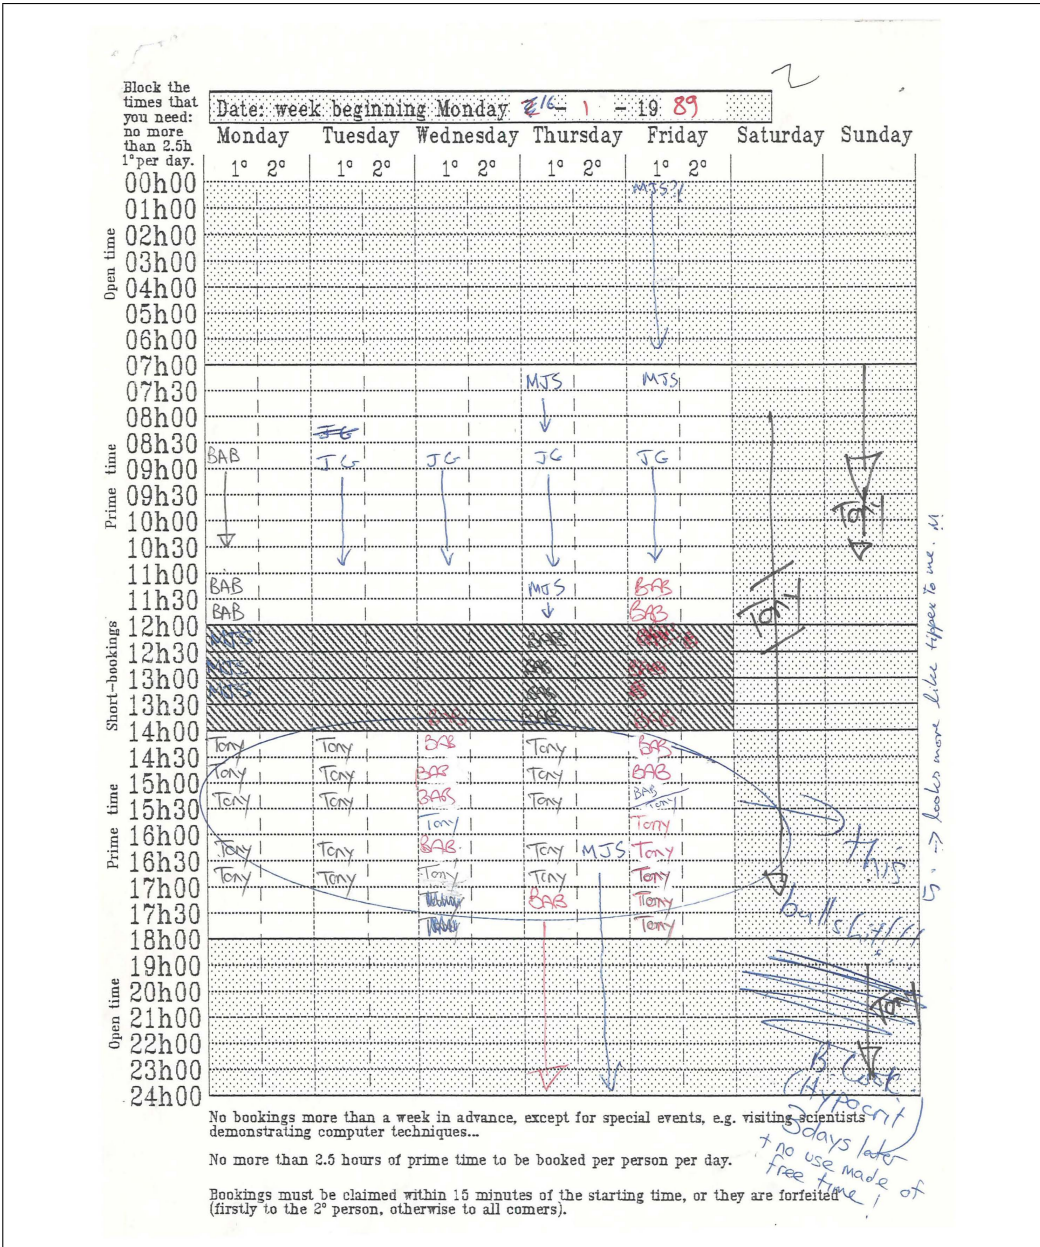 Block the
times that
you need:
no more
than 2.5h
1°per day.
Date: week beginning Monday 16 - 1 - 19 89
Monday Tuesday Wednesday Thursday Friday Saturday Sunday
1° 2° 1° 2° 1° 2° 1° 2° 1° 2°
00h00 MJS?!
01h00
02h00
03h00
04h00
05h00
06h00
Open time
07h00 MJS MJS
07h30
08h00
08h30 JG
BAB JG JG JG JG
09h00
09h30
10h00 Tony
10h30
11h00 BAB MJS BAB
11h30 BAB BAB
Tony
Prime time
12h00 MJS BAB
12h30 MJS BAB BAB
13h00 MJS BAB B
13h30 BAB BAB BAB
Short-bookings
14h00 Tony Tony BAB Tony BAB
14h30 Tony Tony BAB Tony BAB
15h00 Tony Tony BAB Tony BAB Tony
15h30 Tony Tony
16h00 Tony Tony BAB Tony MJS Tony
16h30 Tony Tony Tony Tony Tony
17h00 BAB Tony
17h30 Tony
Prime time
this
bullshit!!!
18h00
19h00
20h00 Tony
21h00
22h00
23h00
24h00
Open time
B Cook
(Hypocrit
3days later
+ no use made of
free time!
→ looks more like tippex to me. M
No bookings more than a week in advance, except for special events, e.g. visiting scientists
demonstrating computer techniques...
No more than 2.5 hours of prime time to be booked per person per day.
Bookings must be claimed within 15 minutes of the starting time, or they are forfeited
(firstly to the 2° person, otherwise to all comers).